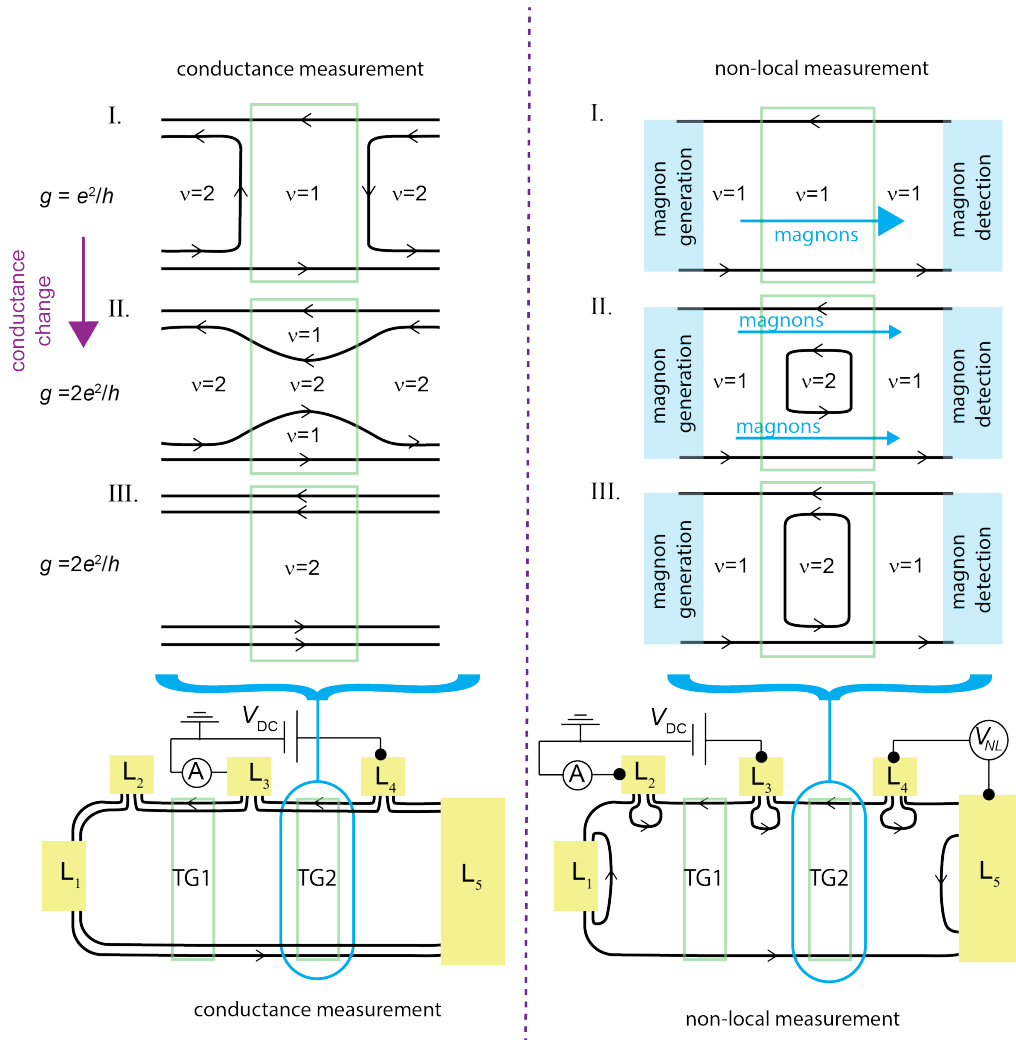 conductance measurement
I.
g = e²/h
ν=2
ν=1
ν=2
conductance
change
II.
g =2e²/h
ν=1
ν=2
ν=2
ν=2
ν=1
III.
g =2e²/h
ν=2
V_DC
A
L₂
L₃
L₄
L₁
TG1
TG2
L₅
conductance measurement
non-local measurement
I.
magnon
generation
ν=1
ν=1
ν=1
magnons
magnon
detection
II.
magnon
generation
magnons
ν=1
ν=2
ν=1
magnons
magnon
detection
III.
magnon
generation
ν=1
ν=2
ν=1
magnon
detection
V_DC
V_NL
A
L₂
L₃
L₄
L₁
TG1
TG2
L₅
non-local measurement